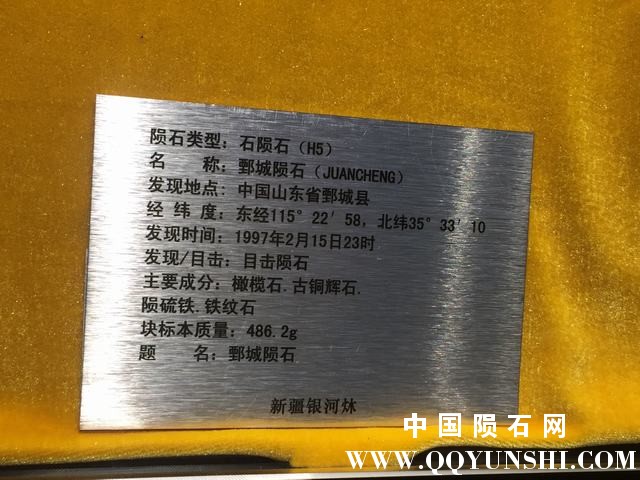 陨石类型：石陨石（H5）
名　　称：鄄城陨石（JUANCHENG）
发现地点：中国山东省鄄城县
经 纬 度：东经115°22′58，北纬35°33′10
发现时间：1997年2月15日23时
发现/目击：目击陨石
主要成分：橄榄石.古铜辉石.
陨硫铁.铁纹石
块标本质量：486.2g
题　　名：鄄城陨石
新疆银河炑
中国陨石网
WWW.QQYUNSHI.COM